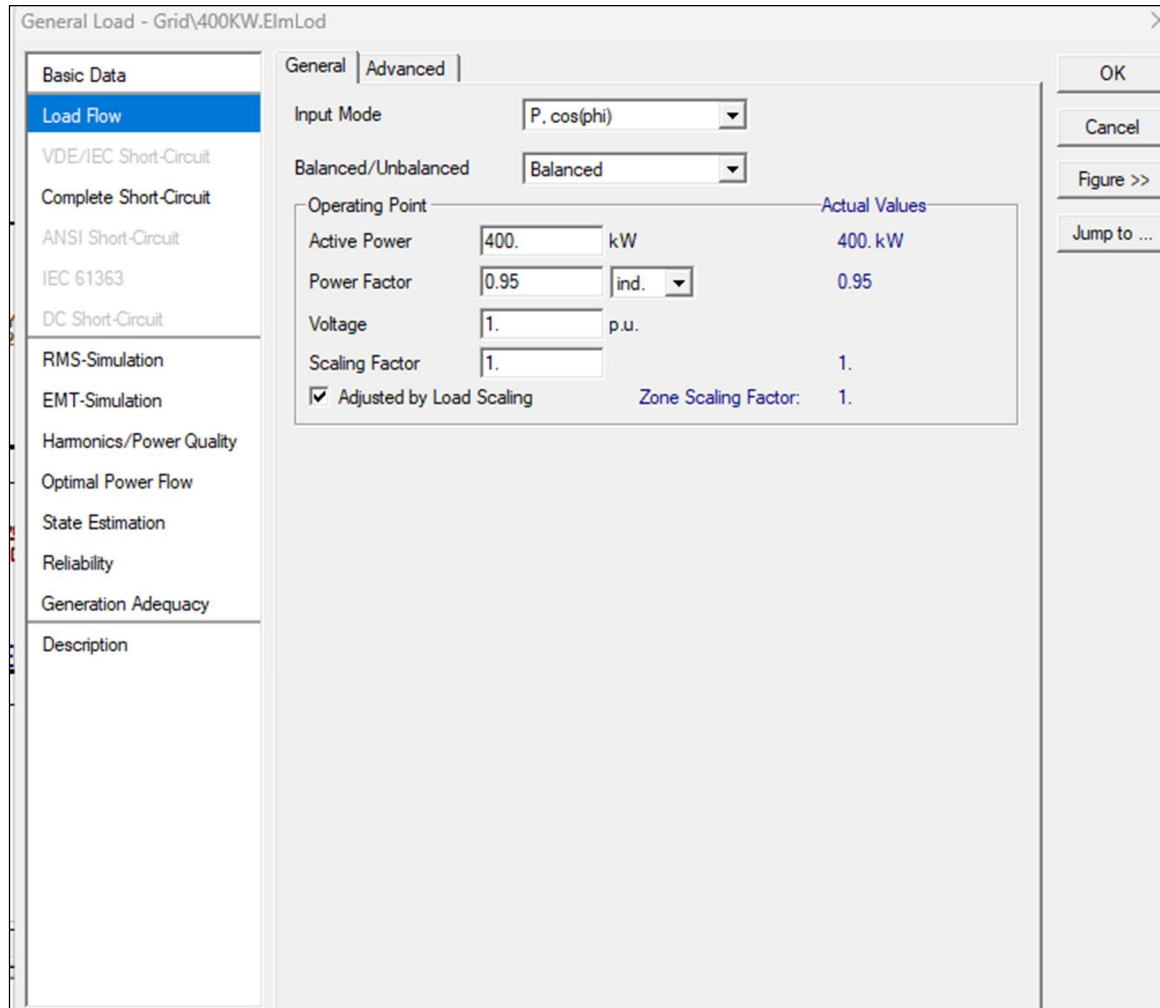 General Load - Grid\400KW.ElmLod
Basic Data
Load Flow
VDE/IEC Short-Circuit
Complete Short-Circuit
ANSI Short-Circuit
IEC 61363
DC Short-Circuit
RMS-Simulation
EMT-Simulation
Harmonics/Power Quality
Optimal Power Flow
State Estimation
Reliability
Generation Adequacy
Description
General Advanced
Input Mode P, cos(phi)
Balanced/Unbalanced Balanced
Operating Point Actual Values
Active Power 400. kW 400. kW
Power Factor 0.95 ind. 0.95
Voltage 1. p.u.
Scaling Factor 1. 1.
Adjusted by Load Scaling Zone Scaling Factor: 1.
OK
Cancel
Figure >>
Jump to ...